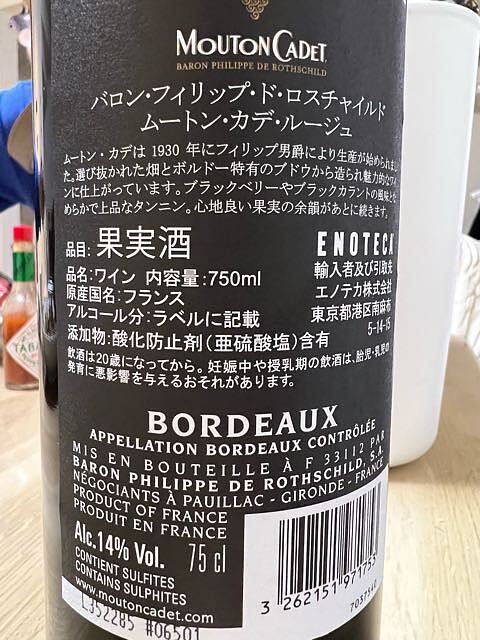 MOUTON CADET
BARON PHILIPPE DE ROTHSCHILD
バロン・フィリップ・ド・ロスチャイルド
ムートン・カデ・ルージュ
ムートン・カデは 1930 年にフィリップ男爵により生産が始められまし
た。選び抜かれた畑とボルドー特有のブドウから造られ魅力的なワイ
ンに仕上がっています。ブラックベリーやブラックカラントの風味とな
めらかで上品なタンニン。心地良い果実の余韻があとに続きます。
品目: 果実酒
品名:ワイン 内容量:750ml
原産国名:フランス
アルコール分:ラベルに記載
添加物:酸化防止剤(亜硫酸塩)含有
ENOTECA
輸入者及び引取先
エノテカ株式会社
東京都港区南麻布
5-14-15
飲酒は20歳になってから。妊娠中や授乳期の飲酒は、胎児・乳児の
発育に悪影響を与えるおそれがあります。
BORDEAUX
APPELLATION BORDEAUX CONTRÔLÉE
MIS EN BOUTEILLE À F 33112 PAR
BARON PHILIPPE DE ROTHSCHILD, S.A.
NÉGOCIANTS À PAUILLAC - GIRONDE - FRANCE
PRODUCT OF FRANCE
PRODUIT EN FRANCE
Alc.14% Vol. 75 cl
CONTIENT SULFITES
CONTAINS SULPHITES
www.moutoncadet.com
3 262151 971753
7037540
L352285 #06501
TABA